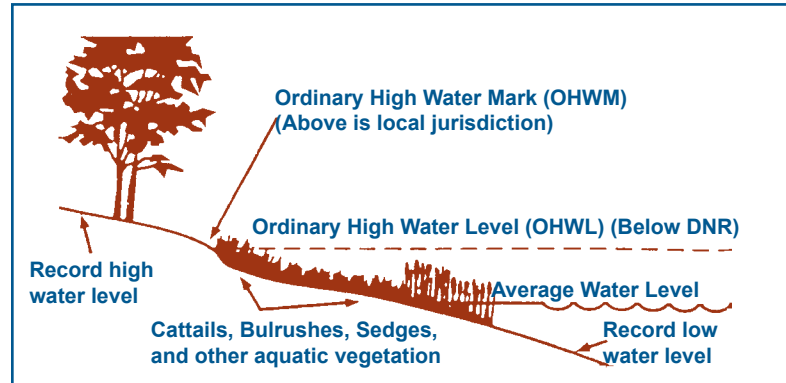 Ordinary High Water Mark (OHWM)
(Above is local jurisdiction)
Ordinary High Water Level (OHWL) (Below DNR)
Record high
water level
Average Water Level
Cattails, Bulrushes, Sedges,
and other aquatic vegetation
Record low
water level